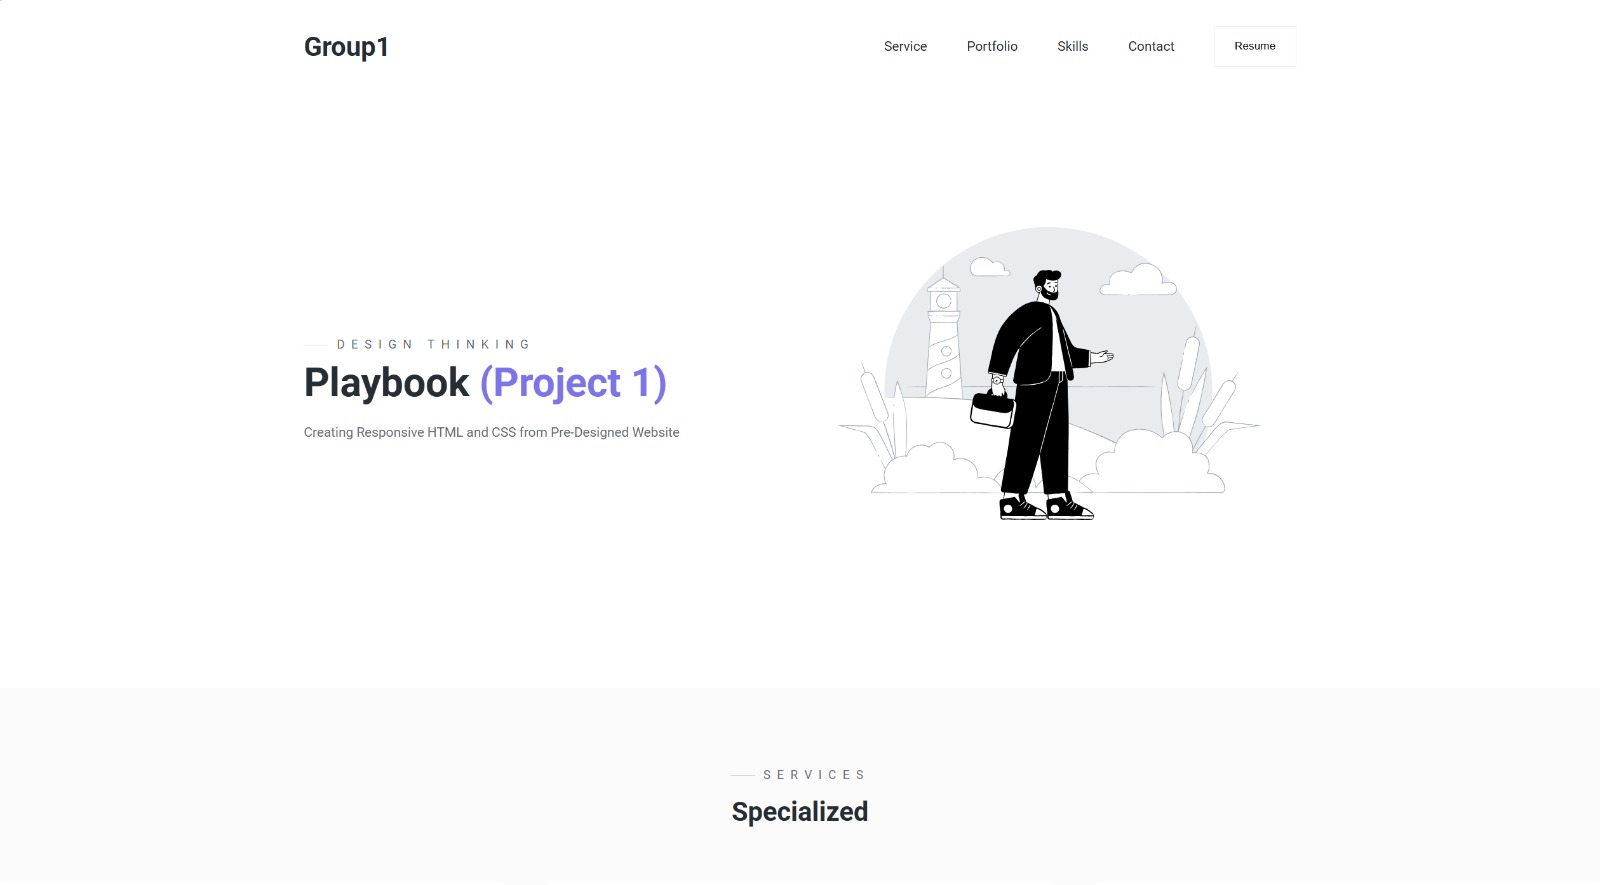 Group1
Service Portfolio Skills Contact Resume
DESIGN THINKING
Playbook (Project 1)
Creating Responsive HTML and CSS from Pre-Designed Website
SERVICES
Specialized